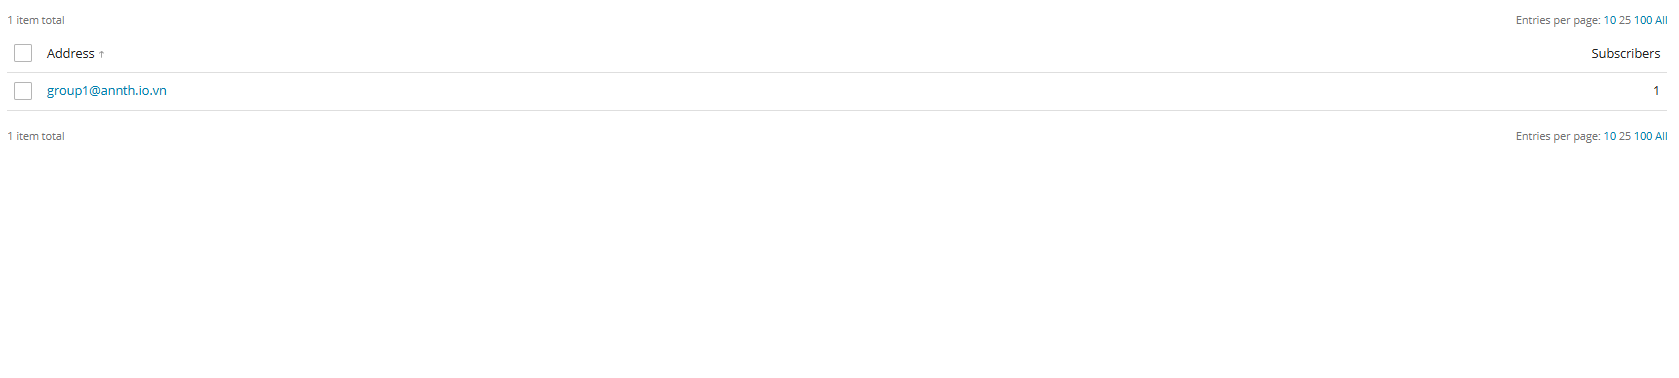 1 item total Entries per page: 10 25 100 All
Address ↑ Subscribers
group1@annth.io.vn 1
1 item total Entries per page: 10 25 100 All